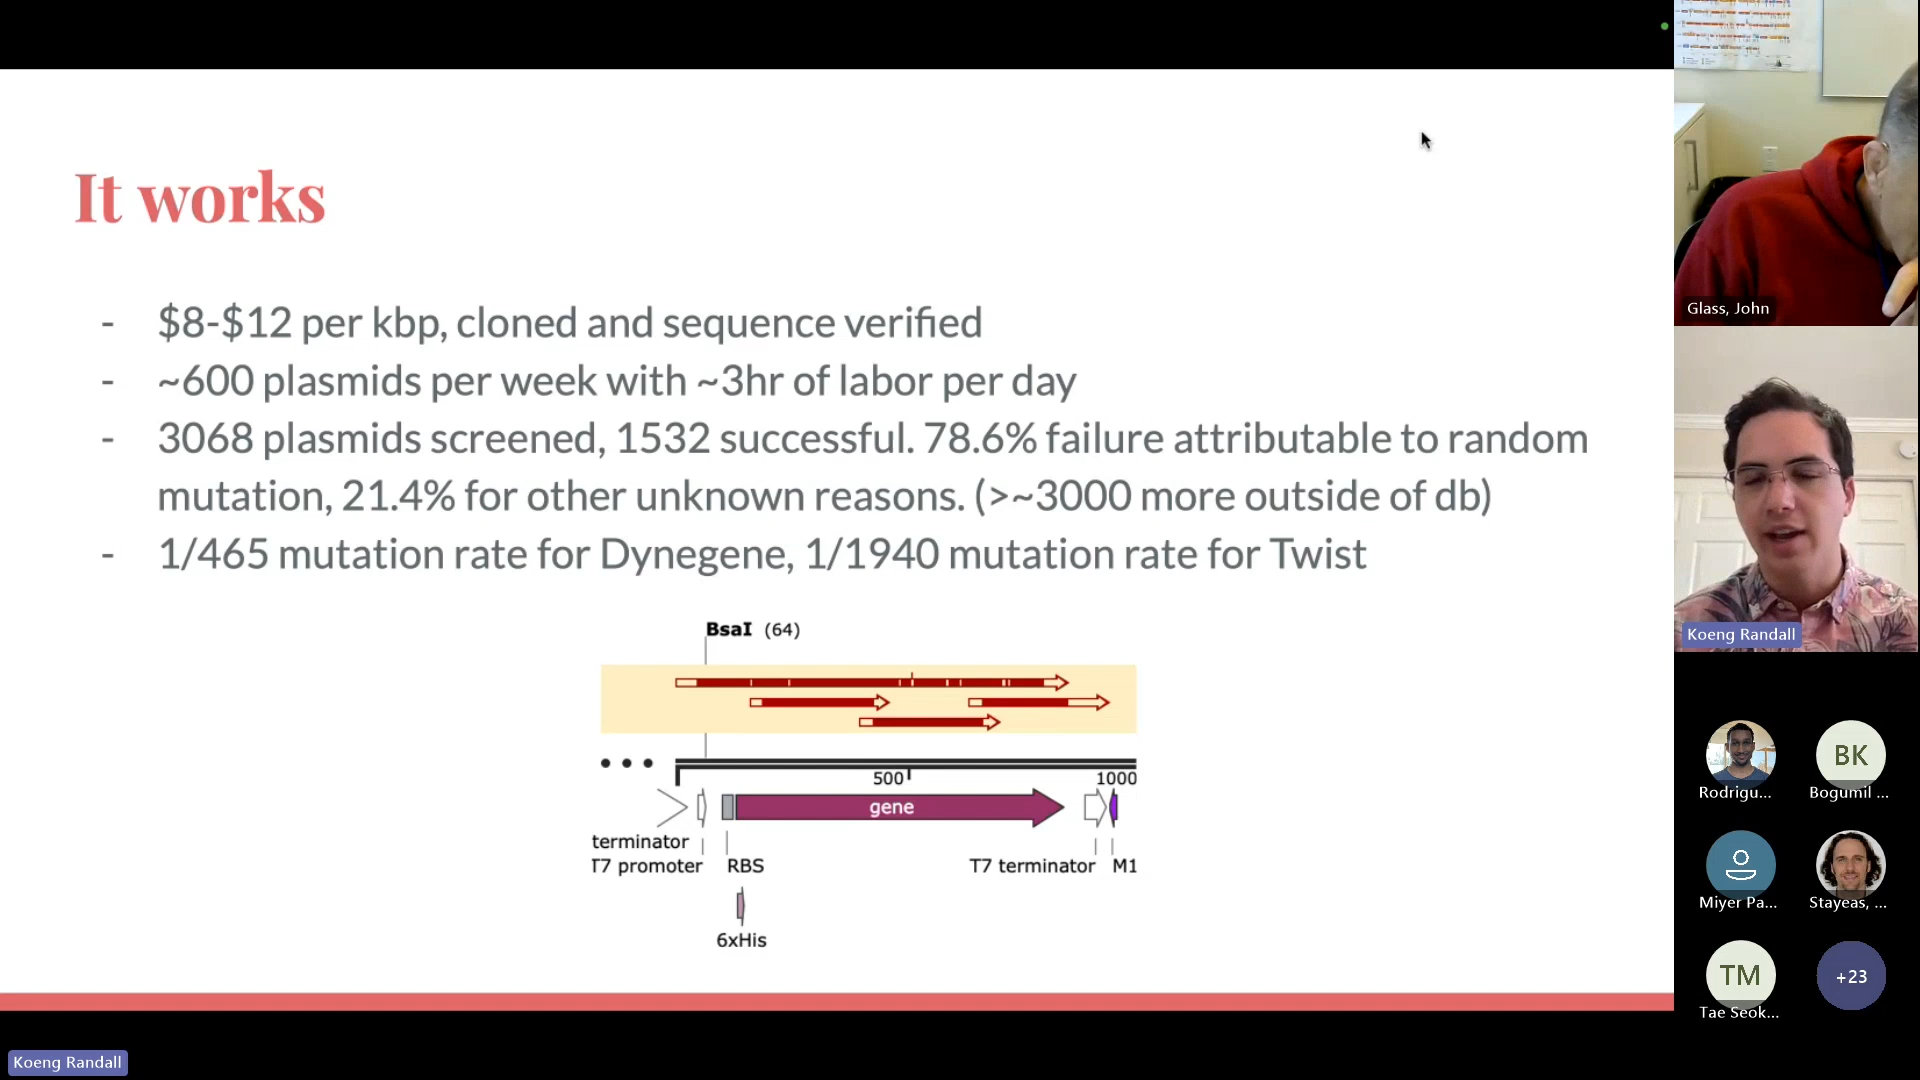 It works
- $8-$12 per kbp, cloned and sequence verified
- ~600 plasmids per week with ~3hr of labor per day
- 3068 plasmids screened, 1532 successful. 78.6% failure attributable to random
mutation, 21.4% for other unknown reasons. (>~3000 more outside of db)
- 1/465 mutation rate for Dynegene, 1/1940 mutation rate for Twist
BsaI (64)
500
1000
gene
terminator
T7 promoter
RBS
T7 terminator
M1
6xHis
Koeng Randall
Glass, John
Koeng Randall
BK
Rodrigu...
Bogumil ...
Miyer Pa...
Stayeas, ...
TM
+23
Tae Seok...